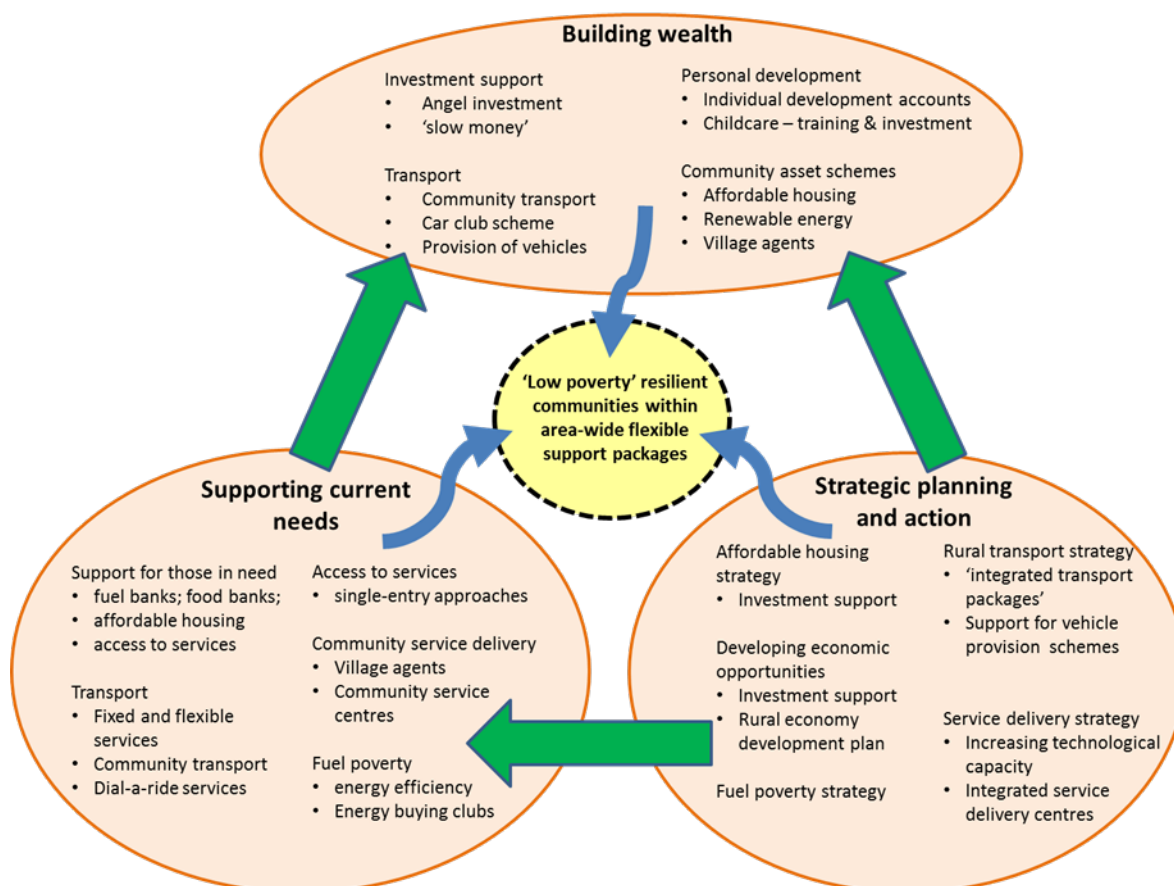 Building wealth
Investment support
• Angel investment
• ‘slow money’
Transport
• Community transport
• Car club scheme
• Provision of vehicles
Personal development
• Individual development accounts
• Childcare – training & investment
Community asset schemes
• Affordable housing
• Renewable energy
• Village agents
‘Low poverty’ resilient
communities within
area-wide flexible
support packages
Supporting current
needs
Support for those in need
• fuel banks; food banks;
• affordable housing
• access to services
Transport
• Fixed and flexible
services
• Community transport
• Dial-a-ride services
Access to services
• single-entry approaches
Community service delivery
• Village agents
• Community service
centres
Fuel poverty
• energy efficiency
• Energy buying clubs
Strategic planning
and action
Affordable housing
strategy
• Investment support
Developing economic
opportunities
• Investment support
• Rural economy
development plan
Fuel poverty strategy
Rural transport strategy
• ‘integrated transport
packages’
• Support for vehicle
provision schemes
Service delivery strategy
• Increasing technological
capacity
• Integrated service
delivery centres